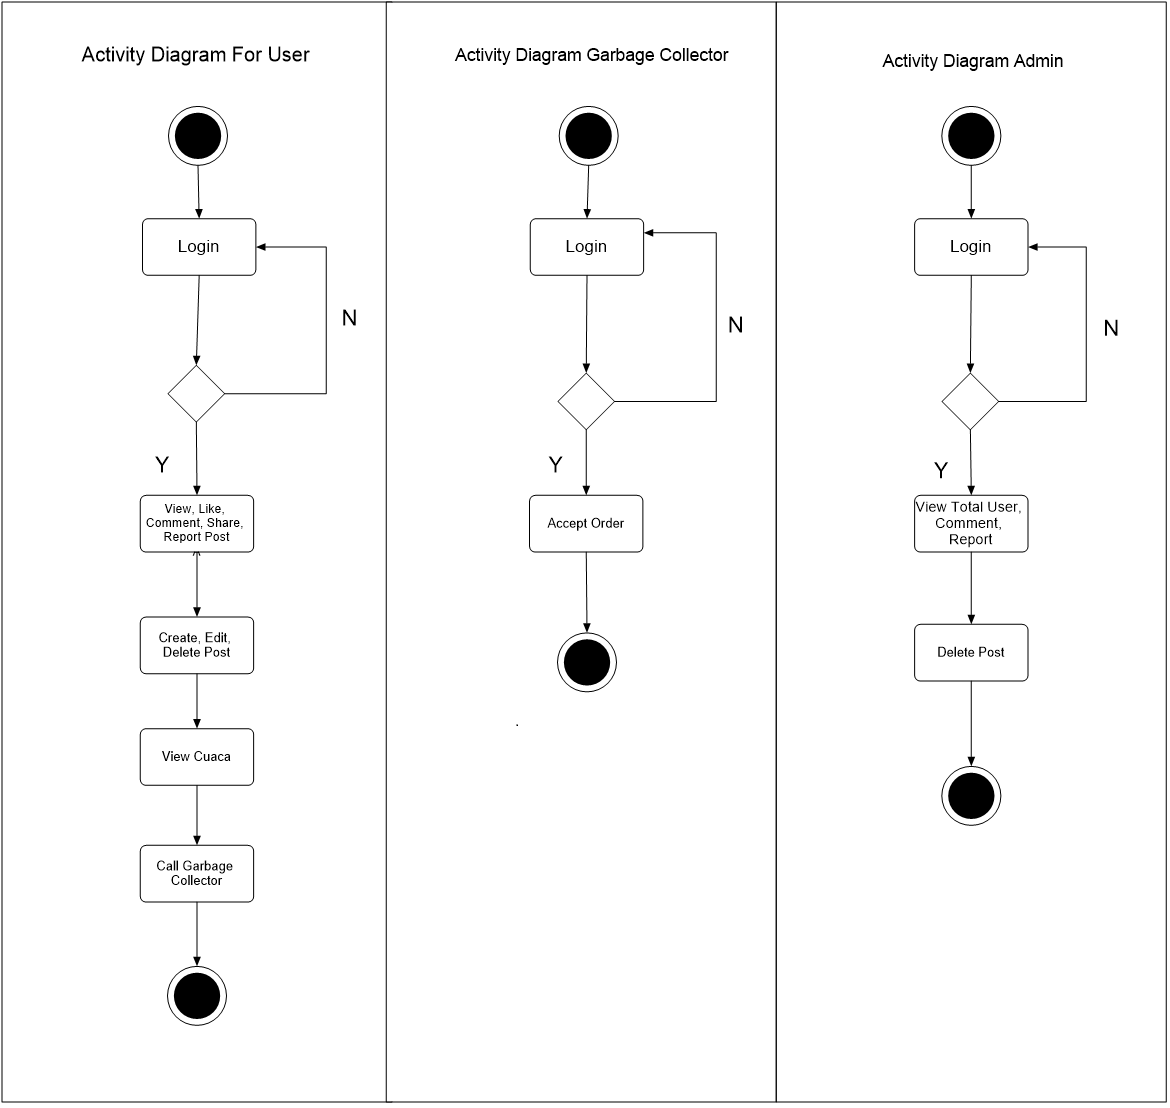 Activity Diagram For User
Login
N
Y
View, Like,
Comment, Share,
Report Post
Create, Edit,
Delete Post
View Cuaca
Call Garbage
Collector
Activity Diagram Garbage Collector
Login
N
Y
Accept Order
.
Activity Diagram Admin
Login
N
Y
View Total User,
Comment,
Report
Delete Post